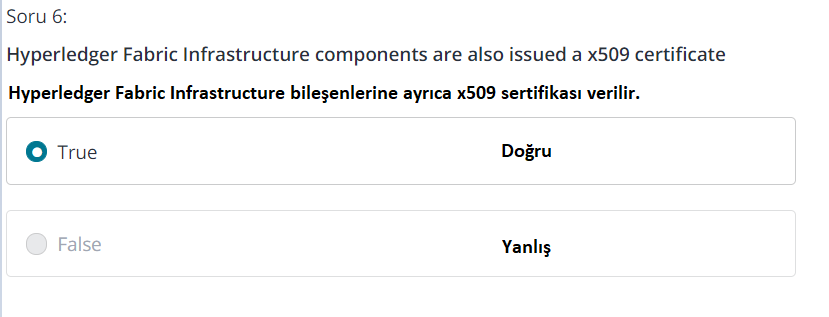 Soru 6:
Hyperledger Fabric Infrastructure components are also issued a x509 certificate
Hyperledger Fabric Infrastructure bileşenlerine ayrıca x509 sertifikası verilir.
True Doğru
False Yanlış